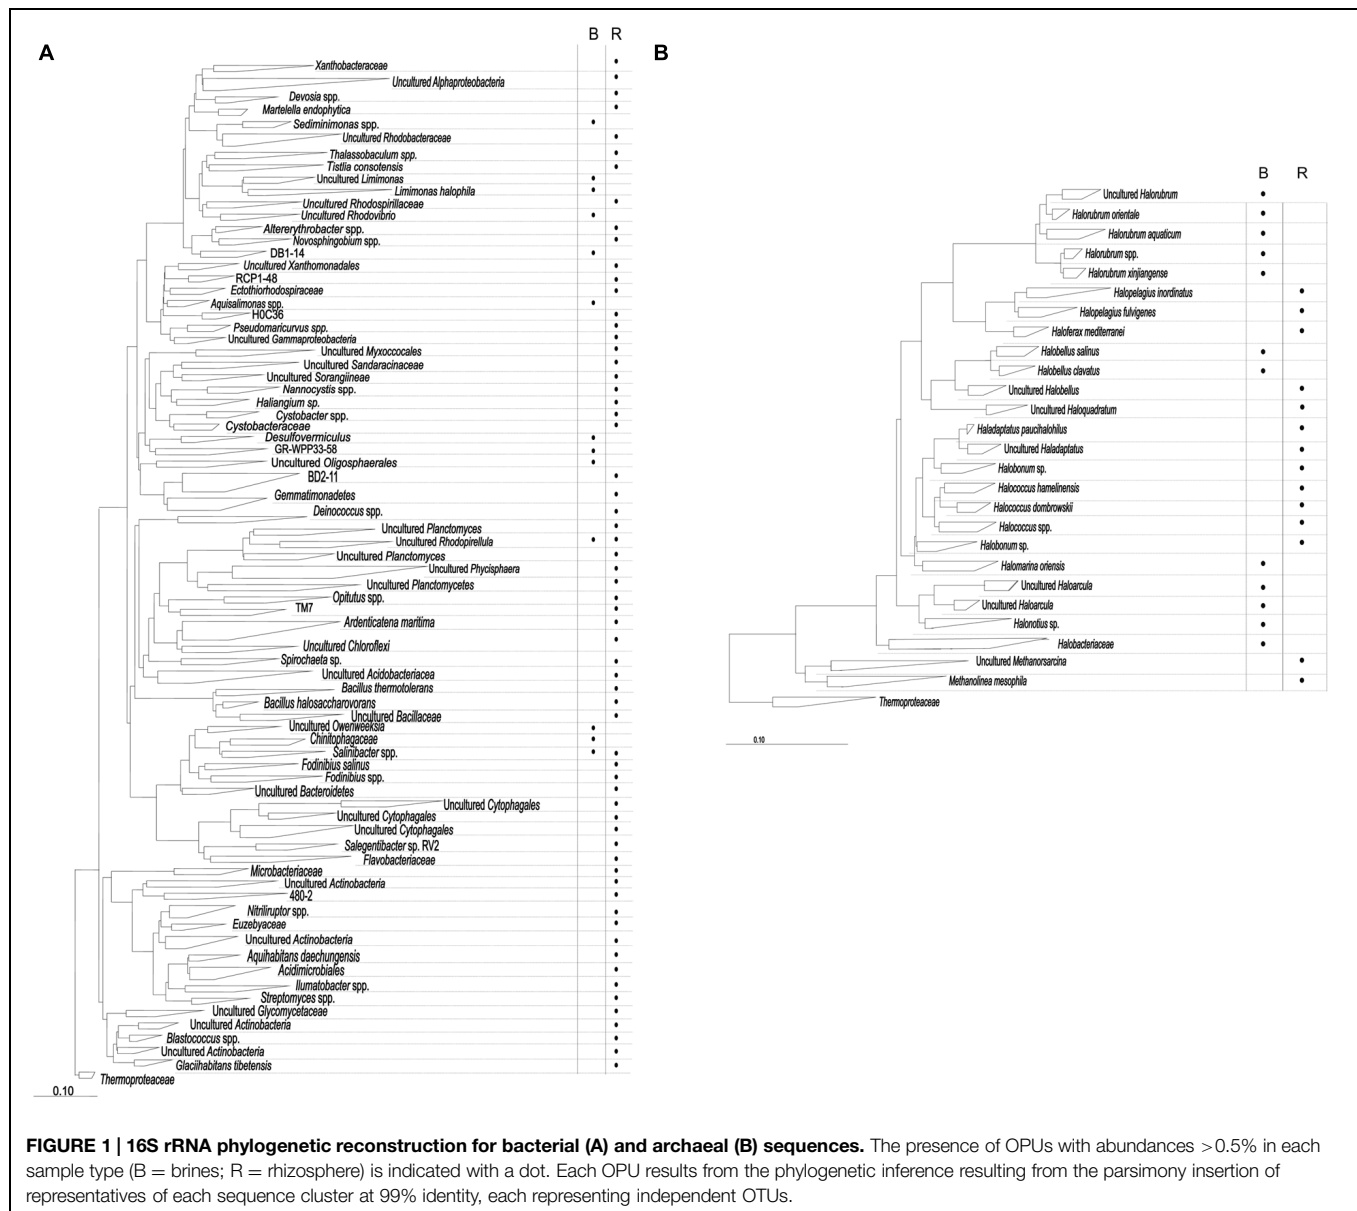 A
B R
Xanthobacteraceae
Uncultured Alphaproteobacteria
Devosia spp.
Martelella endophytica
Sediminimonas spp.
Uncultured Rhodobacteraceae
Thalassobaculum spp.
Tistlia consotensis
Uncultured Limimonas
Limimonas halophila
Uncultured Rhodospirillaceae
Uncultured Rhodovibrio
Altererythrobacter spp.
Novosphingobium spp.
DB1-14
Uncultured Xanthomonadales
RCP1-48
Ectothiorhodospiraceae
Aquisalimonas spp.
H0C36
Pseudomaricurvus spp.
Uncultured Gammaproteobacteria
Uncultured Myxoccocales
Uncultured Sandaracinaceae
Uncultured Sorangiineae
Nannocystis spp.
Haliangium sp.
Cystobacter spp.
Cystobacteraceae
Desulfovermiculus
GR-WPP33-58
Uncultured Oligosphaerales
BD2-11
Gemmatimonadetes
Deinococcus spp.
Uncultured Planctomyces
Uncultured Rhodopirellula
Uncultured Planctomyces
Uncultured Phycisphaera
Uncultured Planctomycetes
Opitutus spp.
TM7
Ardenticatena maritima
Uncultured Chloroflexi
Spirochaeta sp.
Uncultured Acidobacteriacea
Bacillus thermotolerans
Bacillus halosaccharovorans
Uncultured Bacillaceae
Uncultured Owenweeksia
Chinitophagaceae
Salinibacter spp.
Fodinibius salinus
Fodinibius spp.
Uncultured Bacteroidetes
Uncultured Cytophagales
Uncultured Cytophagales
Uncultured Cytophagales
Salegentibacter sp. RV2
Flavobacteriaceae
Microbacteriaceae
Uncultured Actinobacteria
480-2
Nitriliruptor spp.
Euzebyaceae
Uncultured Actinobacteria
Aquihabitans daechungensis
Acidimicrobiales
Ilumatobacter spp.
Streptomyces spp.
Uncultured Glycomycetaceae
Uncultured Actinobacteria
Blastococcus spp.
Uncultured Actinobacteria
Glaciihabitans tibetensis
Thermoproteaceae
0.10
B
B R
Uncultured Halorubrum
Halorubrum orientale
Halorubrum aquaticum
Halorubrum spp.
Halorubrum xinjiangense
Halopelagius inordinatus
Halopelagius fulvigenes
Haloferax mediterranei
Halobellus salinus
Halobellus clavatus
Uncultured Halobellus
Uncultured Haloquadratum
Haladaptatus paucihalohilus
Uncultured Haladaptatus
Halobonum sp.
Halococcus hamelinensis
Halococcus dombrowskii
Halococcus spp.
Halobonum sp.
Halomarina oriensis
Uncultured Haloarcula
Uncultured Haloarcula
Halonotius sp.
Halobacteriaceae
Uncultured Methanorsarcina
Methanolinea mesophila
Thermoproteaceae
0.10
FIGURE 1 | 16S rRNA phylogenetic reconstruction for bacterial (A) and archaeal (B) sequences. The presence of OPUs with abundances >0.5% in each
sample type (B = brines; R = rhizosphere) is indicated with a dot. Each OPU results from the phylogenetic inference resulting from the parsimony insertion of
representatives of each sequence cluster at 99% identity, each representing independent OTUs.